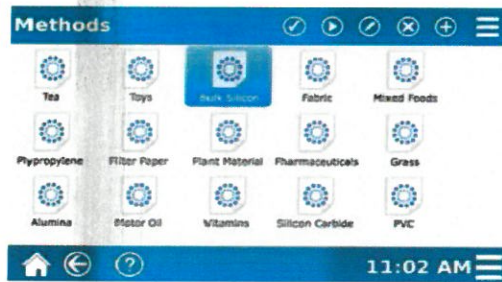 Methods
Tea Toys Bulk Silicon Fabric Mixed Foods
Plypropylene Filter Paper Plant Material Pharmaceuticals Grass
Alumina Motor Oil Vitamins Silicon Carbide PVC
?
11:02 AM